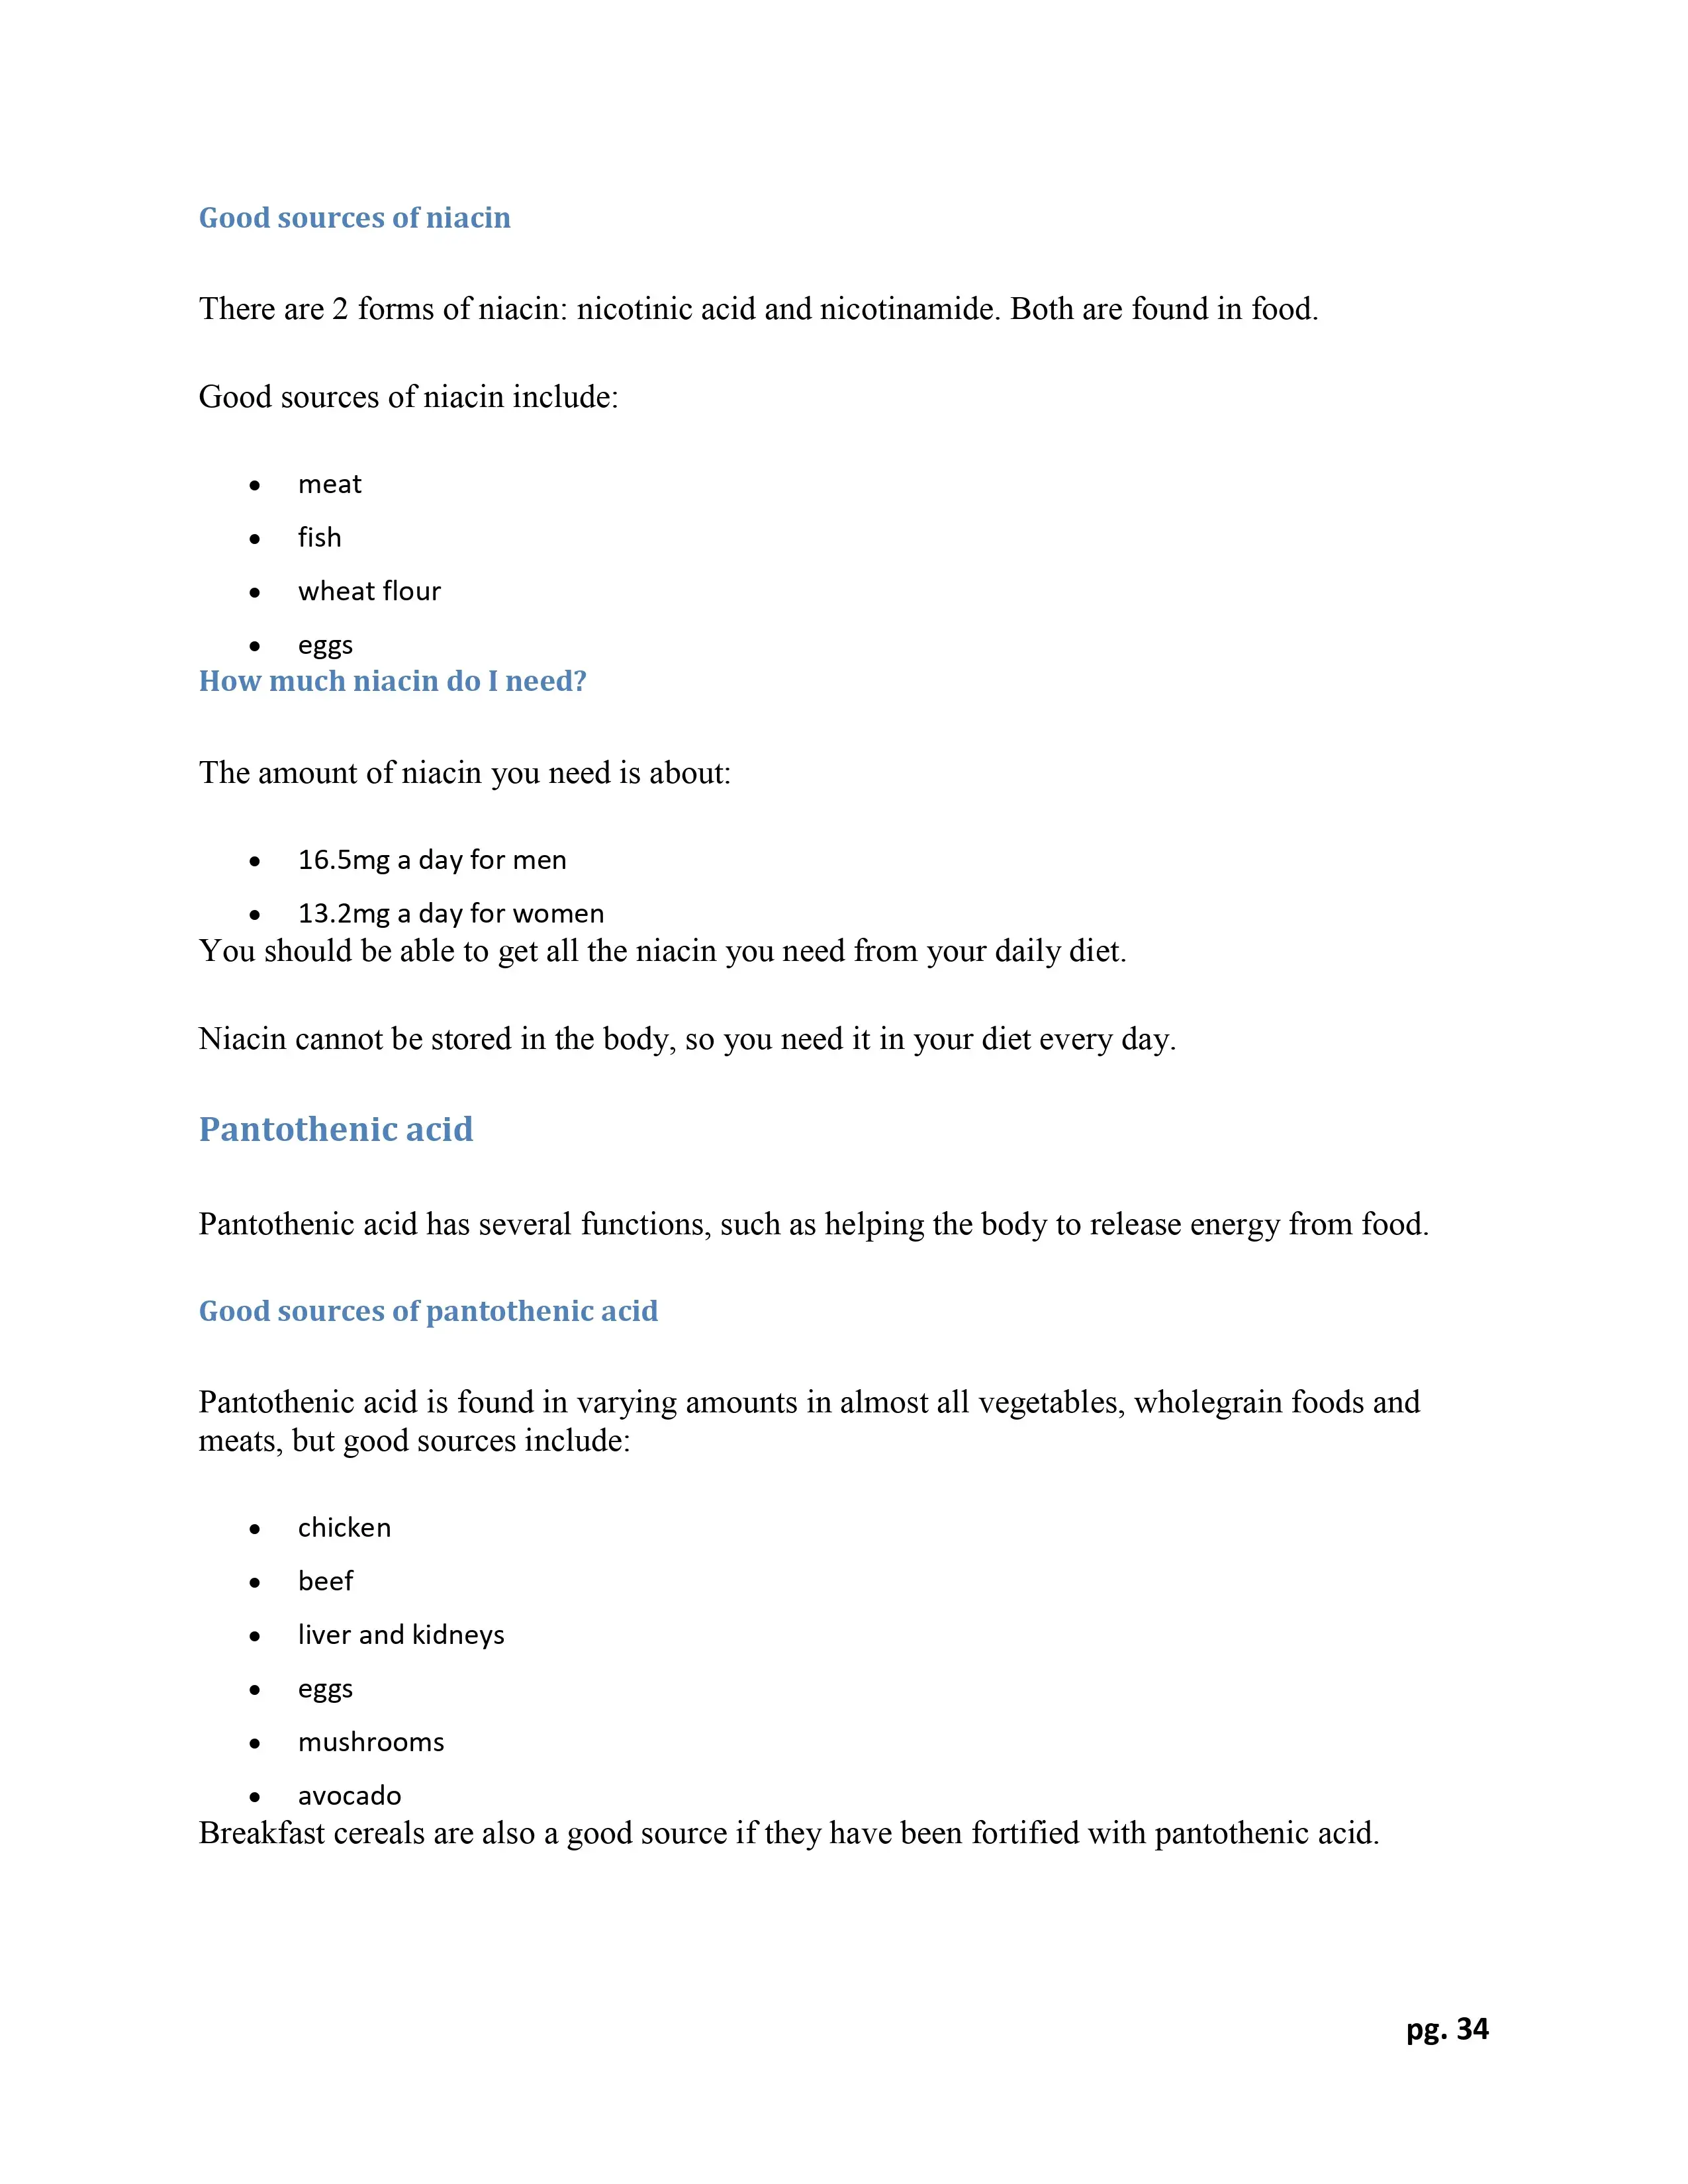 Good sources of niacin
There are 2 forms of niacin: nicotinic acid and nicotinamide. Both are found in food.
Good sources of niacin include:
• meat
• fish
• wheat flour
• eggs
How much niacin do I need?
The amount of niacin you need is about:
• 16.5mg a day for men
• 13.2mg a day for women
You should be able to get all the niacin you need from your daily diet.
Niacin cannot be stored in the body, so you need it in your diet every day.
Pantothenic acid
Pantothenic acid has several functions, such as helping the body to release energy from food.
Good sources of pantothenic acid
Pantothenic acid is found in varying amounts in almost all vegetables, wholegrain foods and
meats, but good sources include:
• chicken
• beef
• liver and kidneys
• eggs
• mushrooms
• avocado
Breakfast cereals are also a good source if they have been fortified with pantothenic acid.
pg. 34